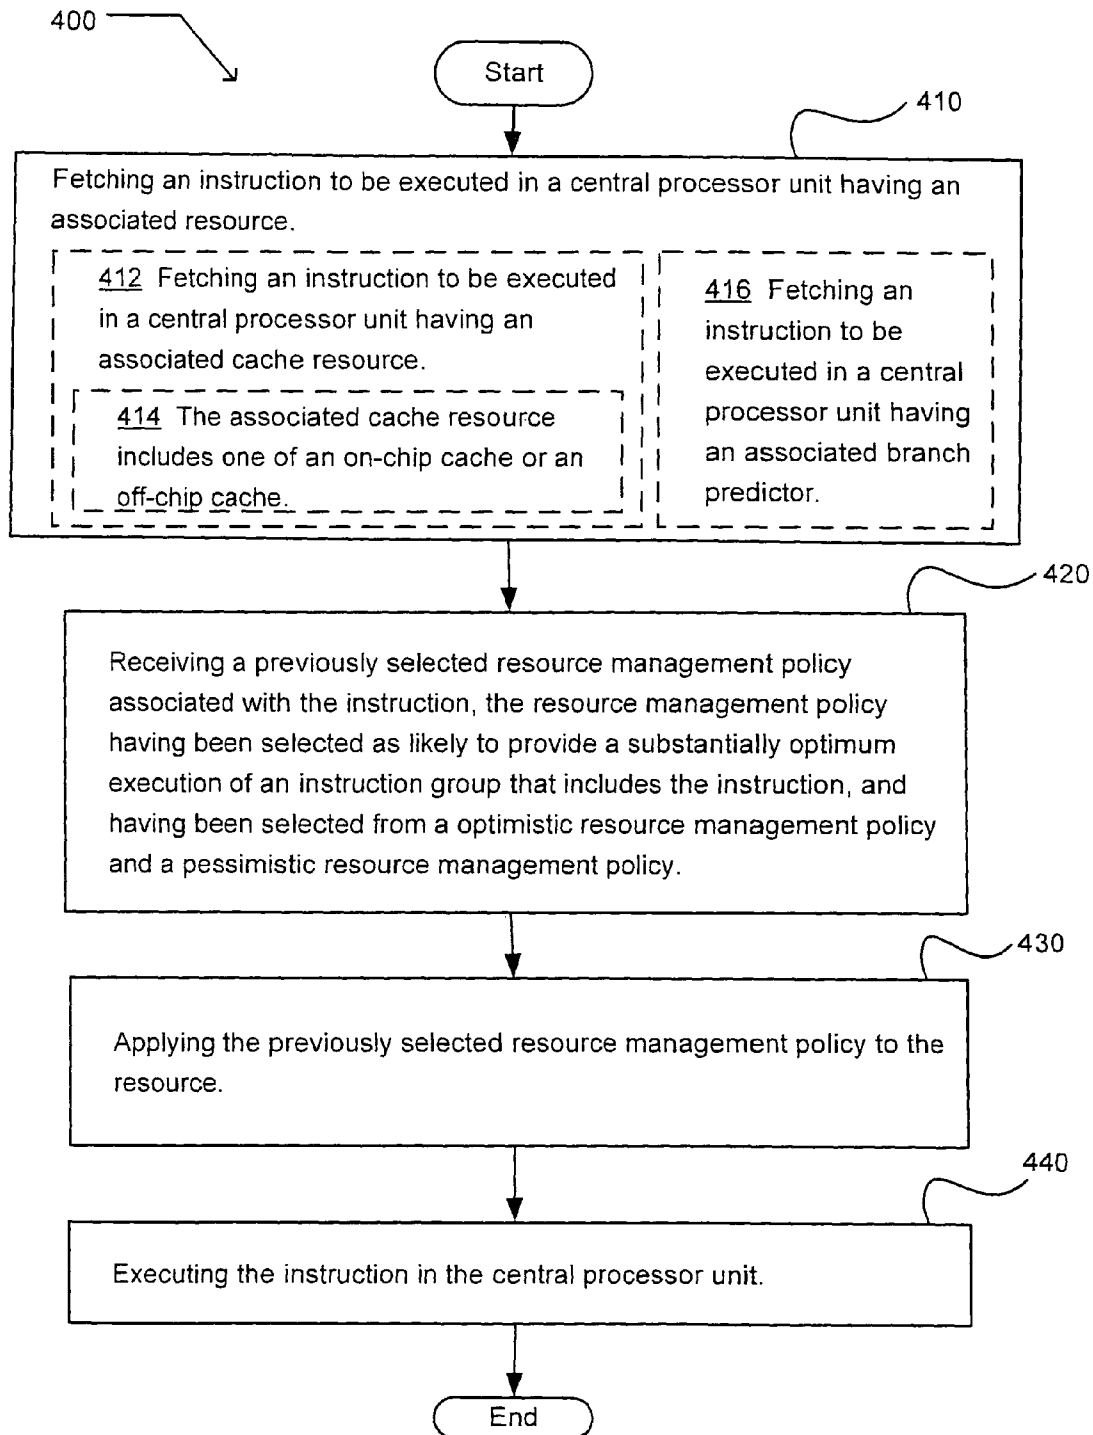 400
Start
410
Fetching an instruction to be executed in a central processor unit having an
associated resource.
412 Fetching an instruction to be executed
in a central processor unit having an
associated cache resource.
414 The associated cache resource
includes one of an on-chip cache or an
off-chip cache.
416 Fetching an
instruction to be
executed in a central
processor unit having
an associated branch
predictor.
420
Receiving a previously selected resource management policy
associated with the instruction, the resource management policy
having been selected as likely to provide a substantially optimum
execution of an instruction group that includes the instruction, and
having been selected from a optimistic resource management policy
and a pessimistic resource management policy.
430
Applying the previously selected resource management policy to the
resource.
440
Executing the instruction in the central processor unit.
End